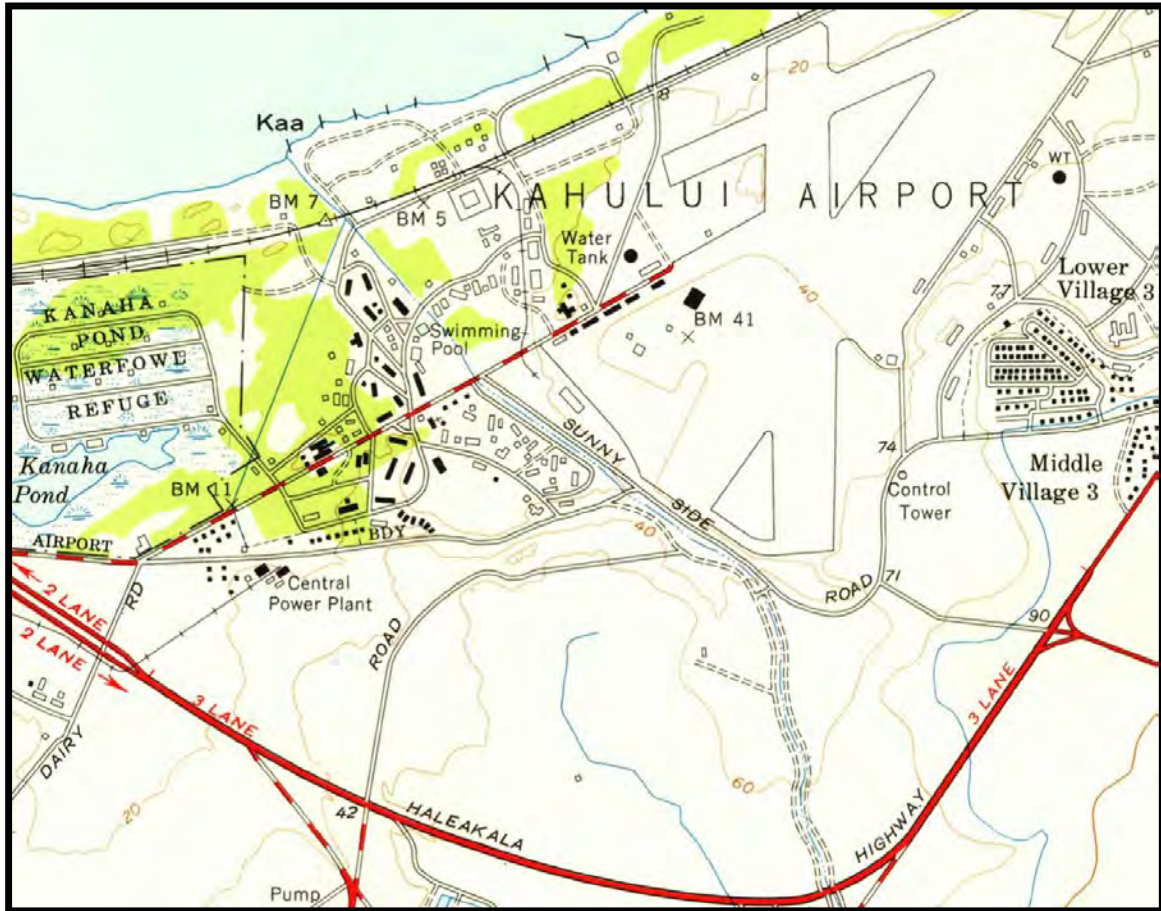 20
8
Kaa
WT
BM 7
BM 5
KAHULUI AIRPORT
Water
Tank
Lower
Village 3
77
40
KANAHA
POND
WATERFOWL
REFUGE
Swimming
Pool
BM 41
SUNNY SIDE ROAD
74
Kanaha
Pond
Middle
Village 3
BM 11
Control
Tower
40
BDY
AIRPORT
71
Central
Power Plant
RD
2 LANE
2 LANE
ROAD
90
3 LANE
3 LANE
DAIRY
60
20
42
HALEAKALA HIGHWAY
Pump